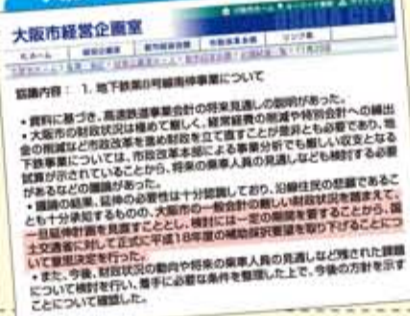 大阪市経営企画室
協議内容： 1．地下鉄第8号線南伸事業について
・資料に基づき、高速鉄道事業会計の将来見通しの説明があった。
・大阪市の財政状況は極めて厳しく、経常経費の削減や特別会計への繰出
金の削減など市政改革を進め財政を立て直すことが差し当たり必要であり、地
下鉄事業については、市政改革本部による事業分析でも厳しい収支となる
試算が示されていることから、将来の乗車人員の見通しなども検討する必要
があるなどの議論があった。
・議論の結果、延伸の必要性は十分認識しており、沿線住民の悲願であるこ
とも十分承知するものの、大阪市の一般会計の厳しい財政状況を踏まえて、
一旦延伸計画を見直すこととし、検討には一定の期間を要することから、国
土交通省に対して正式に平成18年度の補助採択要望を取り下げることにつ
いて意思決定を行った。
・また、今後、財政状況の動向や将来の乗車人員の見通しなど残された課題
について検討を行い、着手に必要な条件を整理した上で、今後の方針を示す
ことについて確認した。